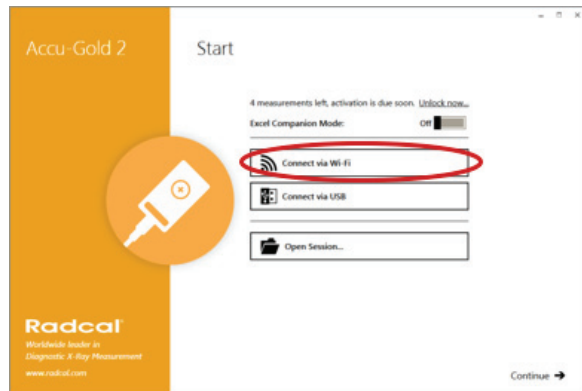 Accu-Gold 2
Start
4 measurements left, activation is due soon. Unlock now...
Excel Companion Mode: Off
Connect via Wi-Fi
Connect via USB
Open Session...
Radcal
Worldwide leader in
Diagnostic X-Ray Measurement
www.radcal.com
Continue